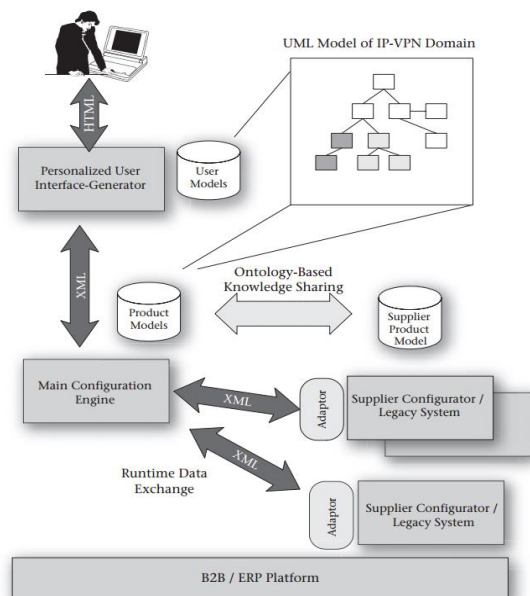 UML Model of IP-VPN Domain
HTML
Personalized User
Interface-Generator
User
Models
XML
Ontology-Based
Knowledge Sharing
Product
Models
Supplier
Product
Model
Main Configuration
Engine
XML
Adaptor
Supplier Configurator /
Legacy System
XML
Runtime Data
Exchange
Adaptor
Supplier Configurator /
Legacy System
B2B / ERP Platform